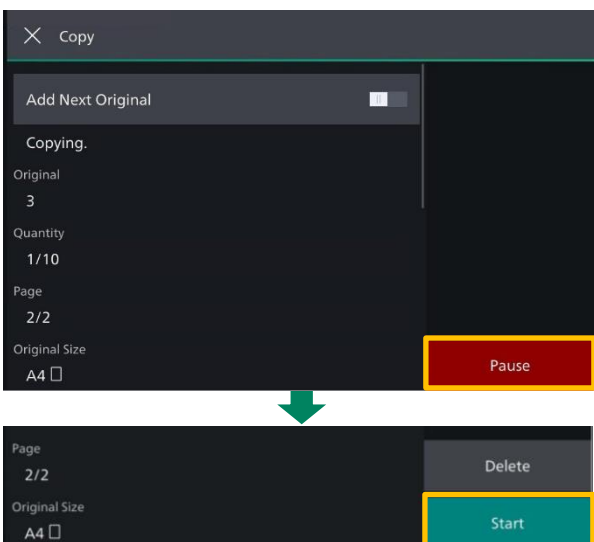 Copy
Add Next Original
Copying.
Original
3
Quantity
1/10
Page
2/2
Original Size
A4
Pause
Page
2/2
Delete
Original Size
A4
Start